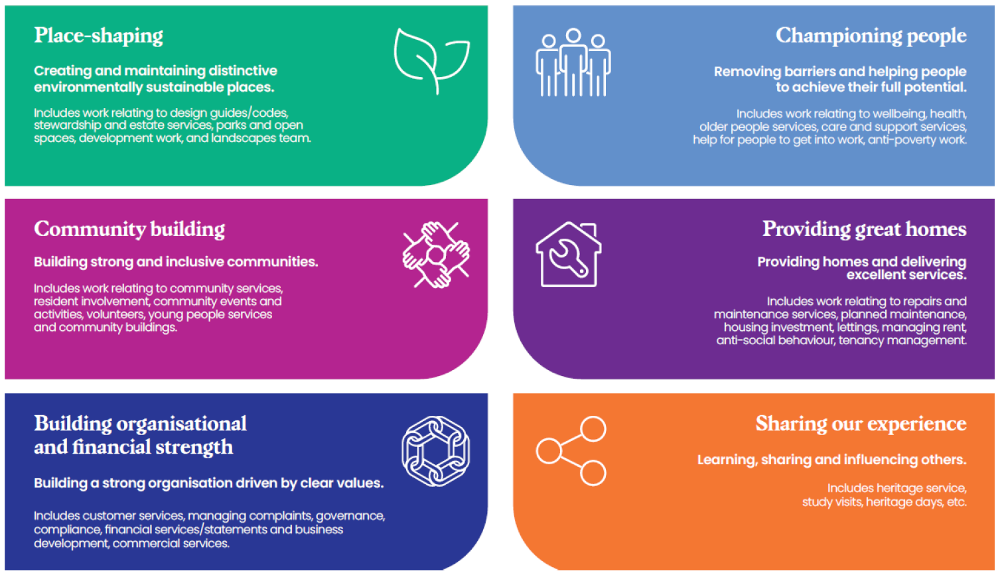 Place-shaping
Creating and maintaining distinctive
environmentally sustainable places.
Includes work relating to design guides/codes,
stewardship and estate services, parks and open
spaces, development work, and landscapes team.
Championing people
Removing barriers and helping people
to achieve their full potential.
Includes work relating to wellbeing, health,
older people services, care and support services,
help for people to get into work, anti-poverty work.
Community building
Building strong and inclusive communities.
Includes work relating to community services,
resident involvement, community events and
activities, volunteers, young people services
and community buildings.
Providing great homes
Providing homes and delivering
excellent services.
Includes work relating to repairs and
maintenance services, planned maintenance,
housing investment, lettings, managing rent,
anti-social behaviour, tenancy management.
Building organisational
and financial strength
Building a strong organisation driven by clear values.
Includes customer services, managing complaints, governance,
compliance, financial services/statements and business
development, commercial services.
Sharing our experience
Learning, sharing and influencing others.
Includes heritage service,
study visits, heritage days, etc.